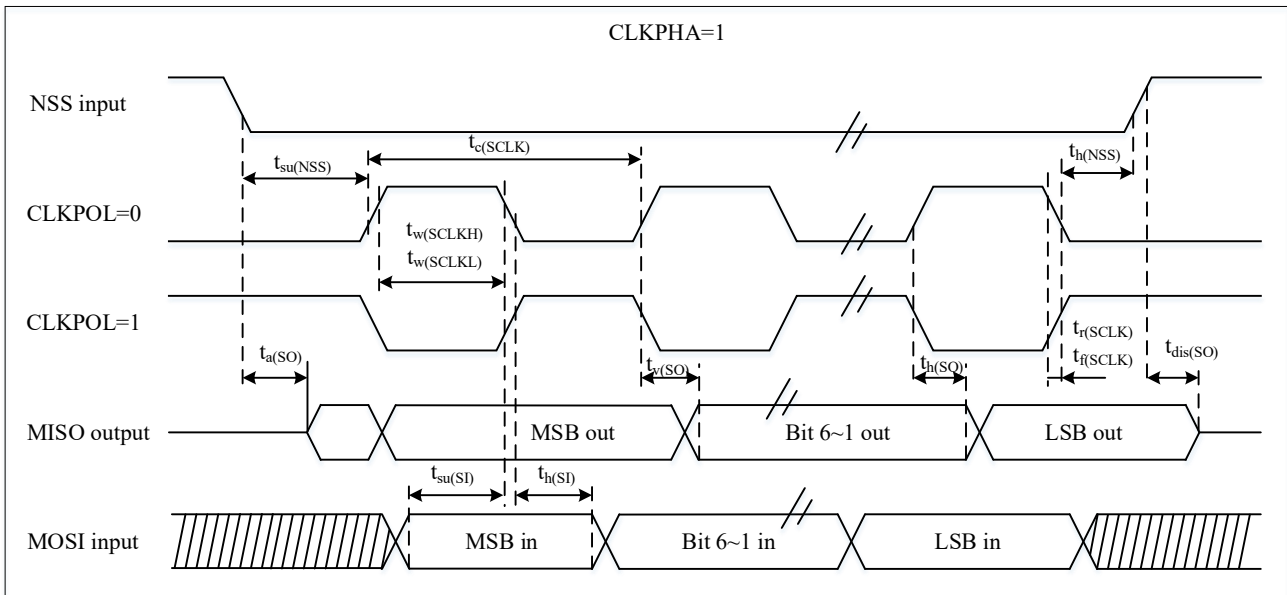 CLKPHA=1
NSS input
tc(SCLK)
tsu(NSS)
th(NSS)
CLKPOL=0
tw(SCLKH)
tw(SCLKL)
CLKPOL=1
tr(SCLK)
tf(SCLK)
ta(SO)
tv(SO)
th(SO)
tdis(SO)
MISO output
MSB out
Bit 6~1 out
LSB out
tsu(SI)
th(SI)
MOSI input
MSB in
Bit 6~1 in
LSB in